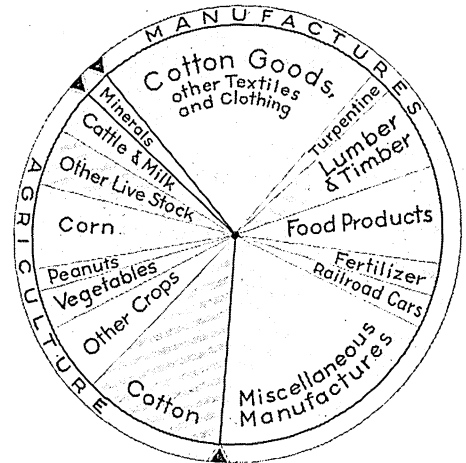 MANUFACTURES
Cotton Goods,
other Textiles
and Clothing
Turpentine
Lumber
& Timber
Food Products
Fertilizer
Railroad Cars
Miscellaneous
Manufactures
AGRICULTURE
Minerals
Cattle & Milk
Other Live Stock
Corn
Peanuts
Vegetables
Other Crops
Cotton